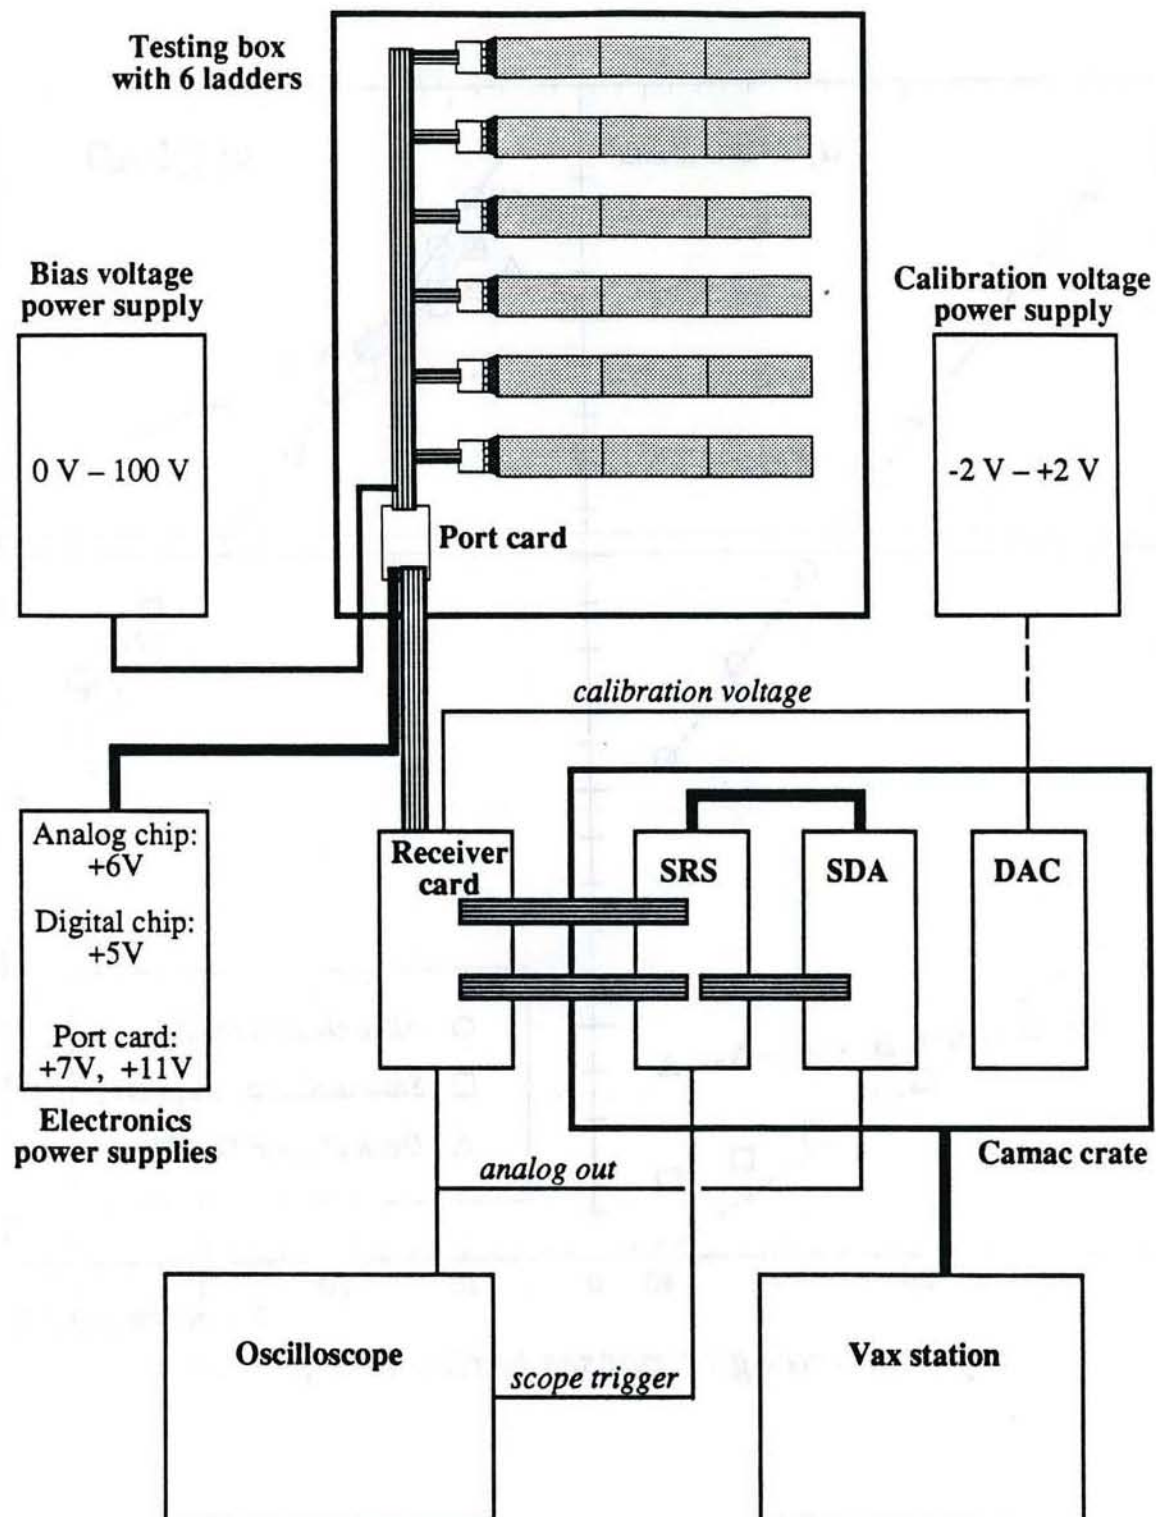 Testing box
with 6 ladders
Bias voltage
power supply
0 V – 100 V
Calibration voltage
power supply
-2 V – +2 V
Port card
calibration voltage
Analog chip:
+6V
Digital chip:
+5V
Port card:
+7V, +11V
Electronics
power supplies
Receiver
card
SRS
SDA
DAC
Camac crate
analog out
Oscilloscope
scope trigger
Vax station